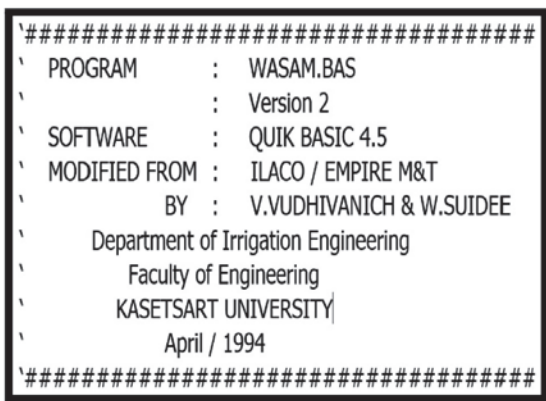 `###################################
` PROGRAM : WASAM.BAS
` : Version 2
` SOFTWARE : QUIK BASIC 4.5
` MODIFIED FROM : ILACO / EMPIRE M&T
` BY : V.VUDHIVANICH & W.SUIDEE
` Department of Irrigation Engineering
` Faculty of Engineering
` KASETSART UNIVERSITY
` April / 1994
`###################################